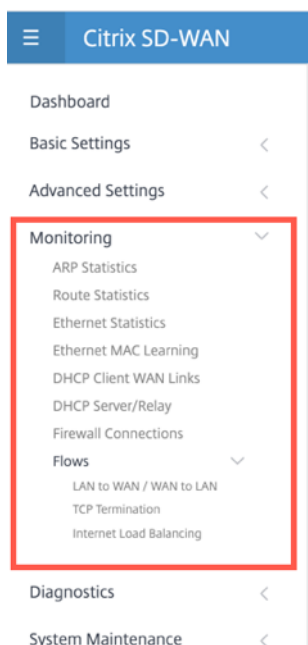 Citrix SD-WAN
Dashboard
Basic Settings
Advanced Settings
Monitoring
ARP Statistics
Route Statistics
Ethernet Statistics
Ethernet MAC Learning
DHCP Client WAN Links
DHCP Server/Relay
Firewall Connections
Flows
LAN to WAN / WAN to LAN
TCP Termination
Internet Load Balancing
Diagnostics
System Maintenance